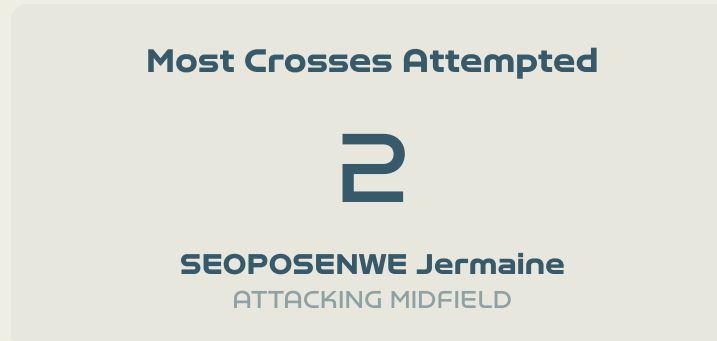 Most Crosses Attempted
2
SEOPOSENWE Jermaine
ATTACKING MIDFIELD